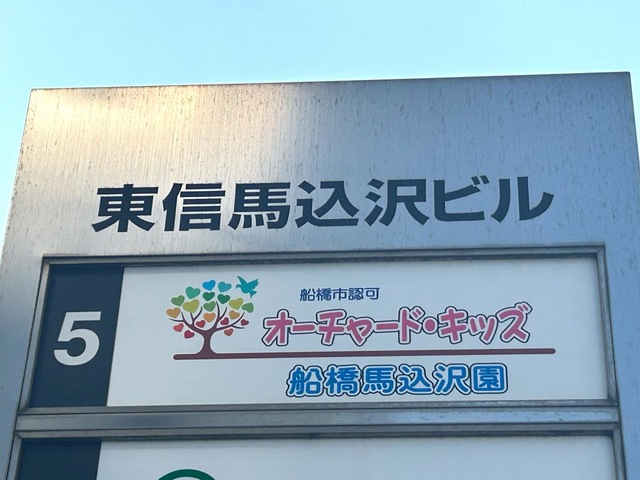 東信馬込沢ビル
5
船橋市認可
オーチャード・キッズ
船橋馬込沢園